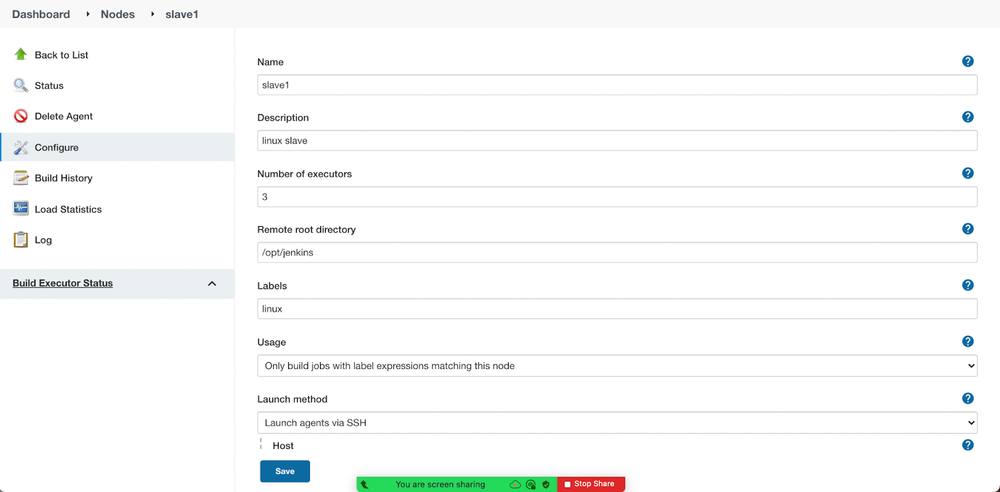 Dashboard
Nodes
slave1
Back to List
Status
Delete Agent
Configure
Build History
Load Statistics
Log
Build Executor Status
Name
?
slave1
Description
?
linux slave
Number of executors
?
3
Remote root directory
?
/opt/jenkins
Labels
?
linux
Usage
?
Only build jobs with label expressions matching this node
Launch method
?
Launch agents via SSH
Host
?
Save
You are screen sharing
Stop Share